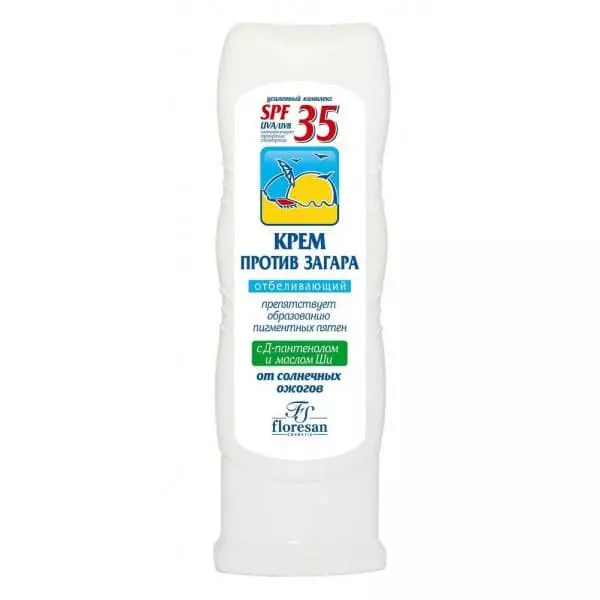 усиленный комплекс
SPF 35
UVA/UVB
КРЕМ
ПРОТИВ ЗАГАРА
отбеливающий
препятствует
образованию
пигментных пятен
с Д-пантенолом
и маслом Ши
от солнечных
ожогов
FS
floresan
COSMETIC